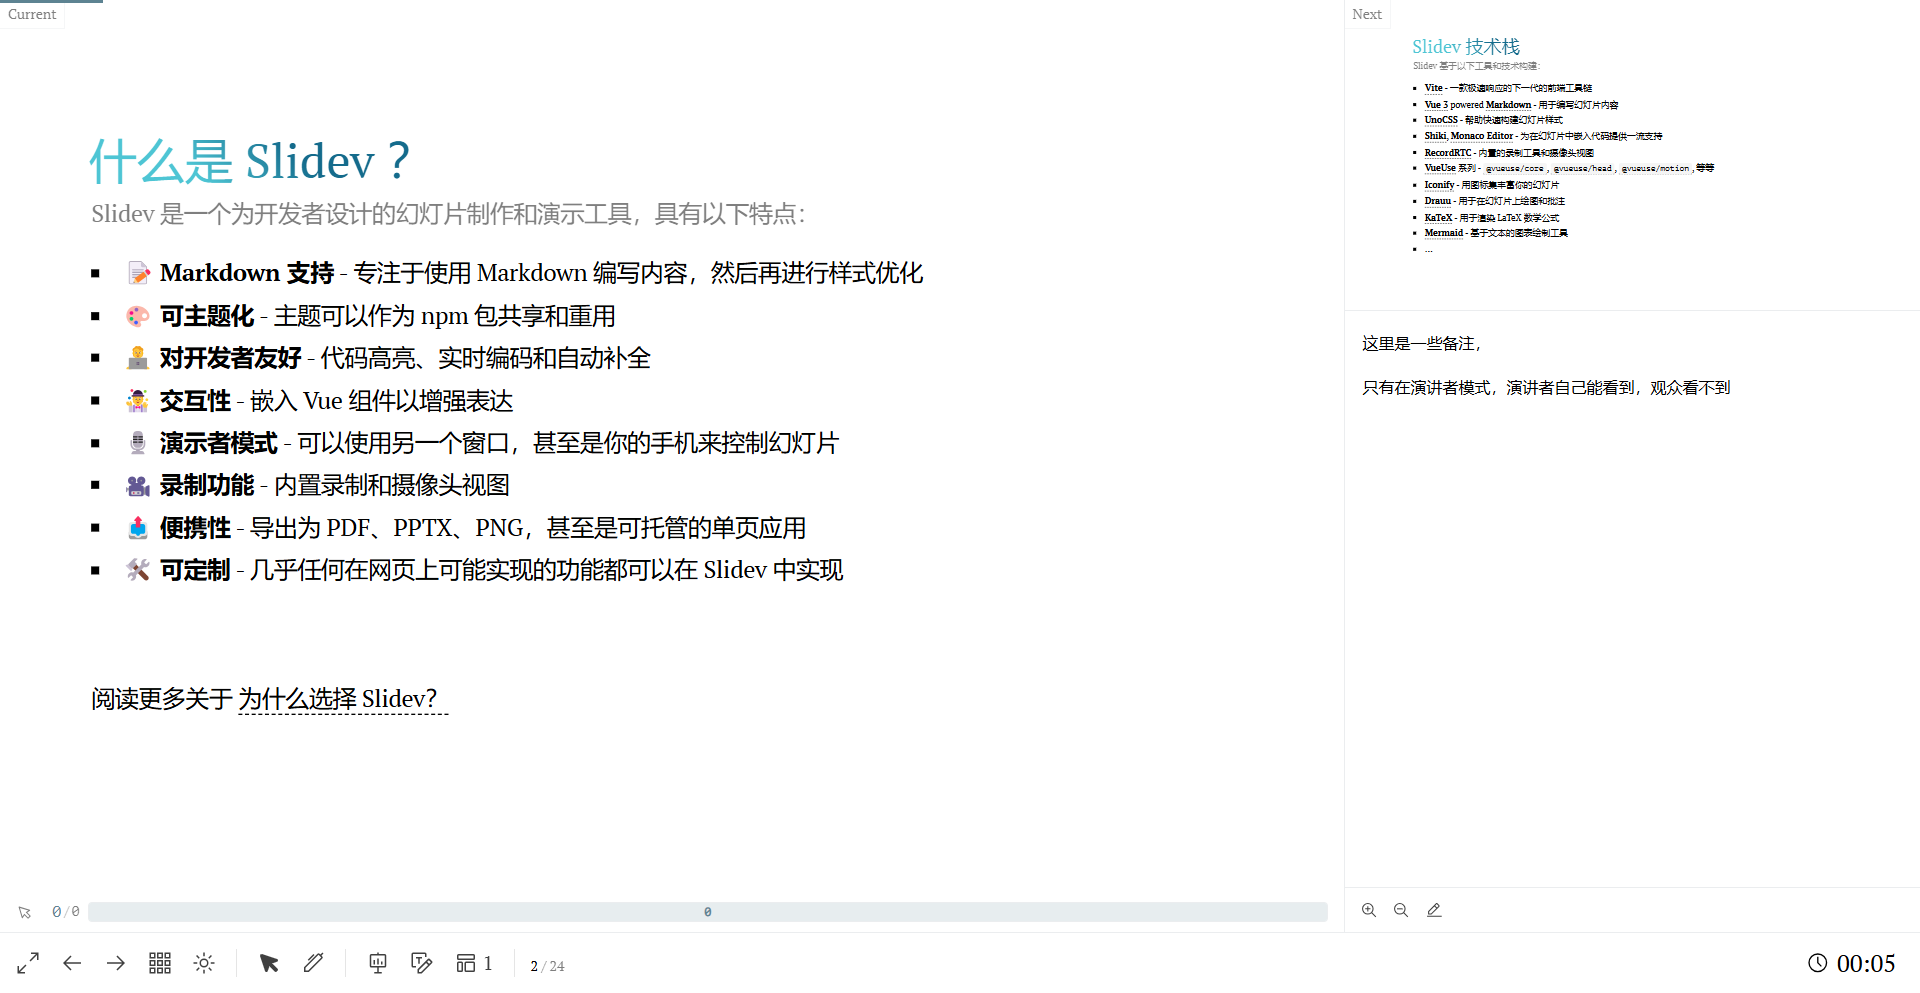 Current
什么是 Slidev？
Slidev 是一个为开发者设计的幻灯片制作和演示工具，具有以下特点：
📝 Markdown 支持 - 专注于使用 Markdown 编写内容，然后再进行样式优化
🎨 可主题化 - 主题可以作为 npm 包共享和重用
🧑‍💻 对开发者友好 - 代码高亮、实时编码和自动补全
🤹 交互性 - 嵌入 Vue 组件以增强表达
🎙️ 演示者模式 - 可以使用另一个窗口，甚至是你的手机来控制幻灯片
🎥 录制功能 - 内置录制和摄像头视图
📤 便携性 - 导出为 PDF、PPTX、PNG，甚至是可托管的单页应用
🛠 可定制 - 几乎任何在网页上可能实现的功能都可以在 Slidev 中实现
阅读更多关于 为什么选择 Slidev？
0/0
0
Next
Slidev 技术栈
Slidev 基于以下工具和技术构建：
Vite - 一款极速响应的下一代的前端工具链
Vue 3 powered Markdown - 用于编写幻灯片内容
UnoCSS - 帮助快速构建幻灯片样式
Shiki, Monaco Editor - 为在幻灯片中嵌入代码提供一流支持
RecordRTC - 内置的录制工具和摄像头视图
VueUse 系列 - @vueuse/core, @vueuse/head, @vueuse/motion, 等等
Iconify - 用图标集丰富你的幻灯片
Drauu - 用于在幻灯片上绘图和批注
KaTeX - 用于渲染 LaTeX 数学公式
Mermaid - 基于文本的图表绘制工具
...
这里是一些备注，
只有在演讲者模式，演讲者自己能看到，观众看不到
1
2 / 24
00:05